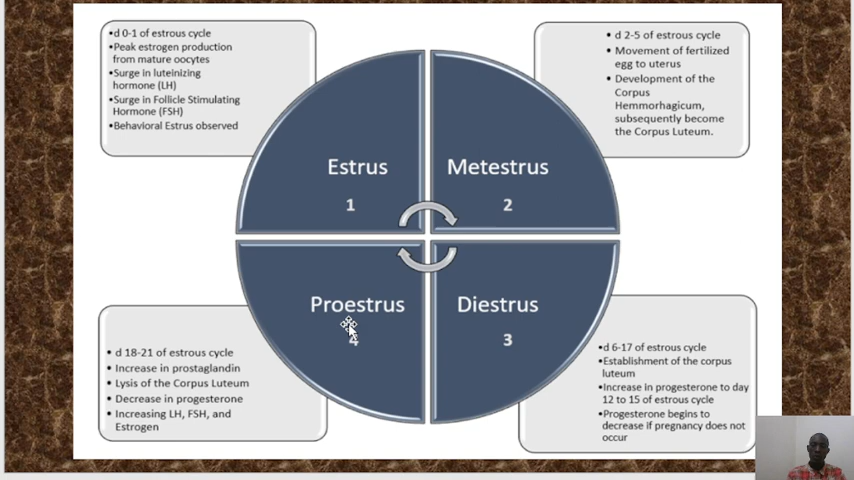 •d 0-1 of estrous cycle
•Peak estrogen production
from mature oocytes
•Surge in luteinizing
hormone (LH)
•Surge in Follicle Stimulating
Hormone (FSH)
•Behavioral Estrus observed
• d 2-5 of estrous cycle
• Movement of fertilized
egg to uterus
• Development of the
Corpus
Hemmorhagicum,
subsequently become
the Corpus Luteum.
Estrus
1
Metestrus
2
Proestrus
4
Diestrus
3
• d 18-21 of estrous cycle
• Increase in prostaglandin
• Lysis of the Corpus Luteum
• Decrease in progesterone
• Increasing LH, FSH, and
Estrogen
•d 6-17 of estrous cycle
•Establishment of the corpus
luteum
•Increase in progesterone to day
12 to 15 of estrous cycle
•Progesterone begins to
decrease if pregnancy does not
occur